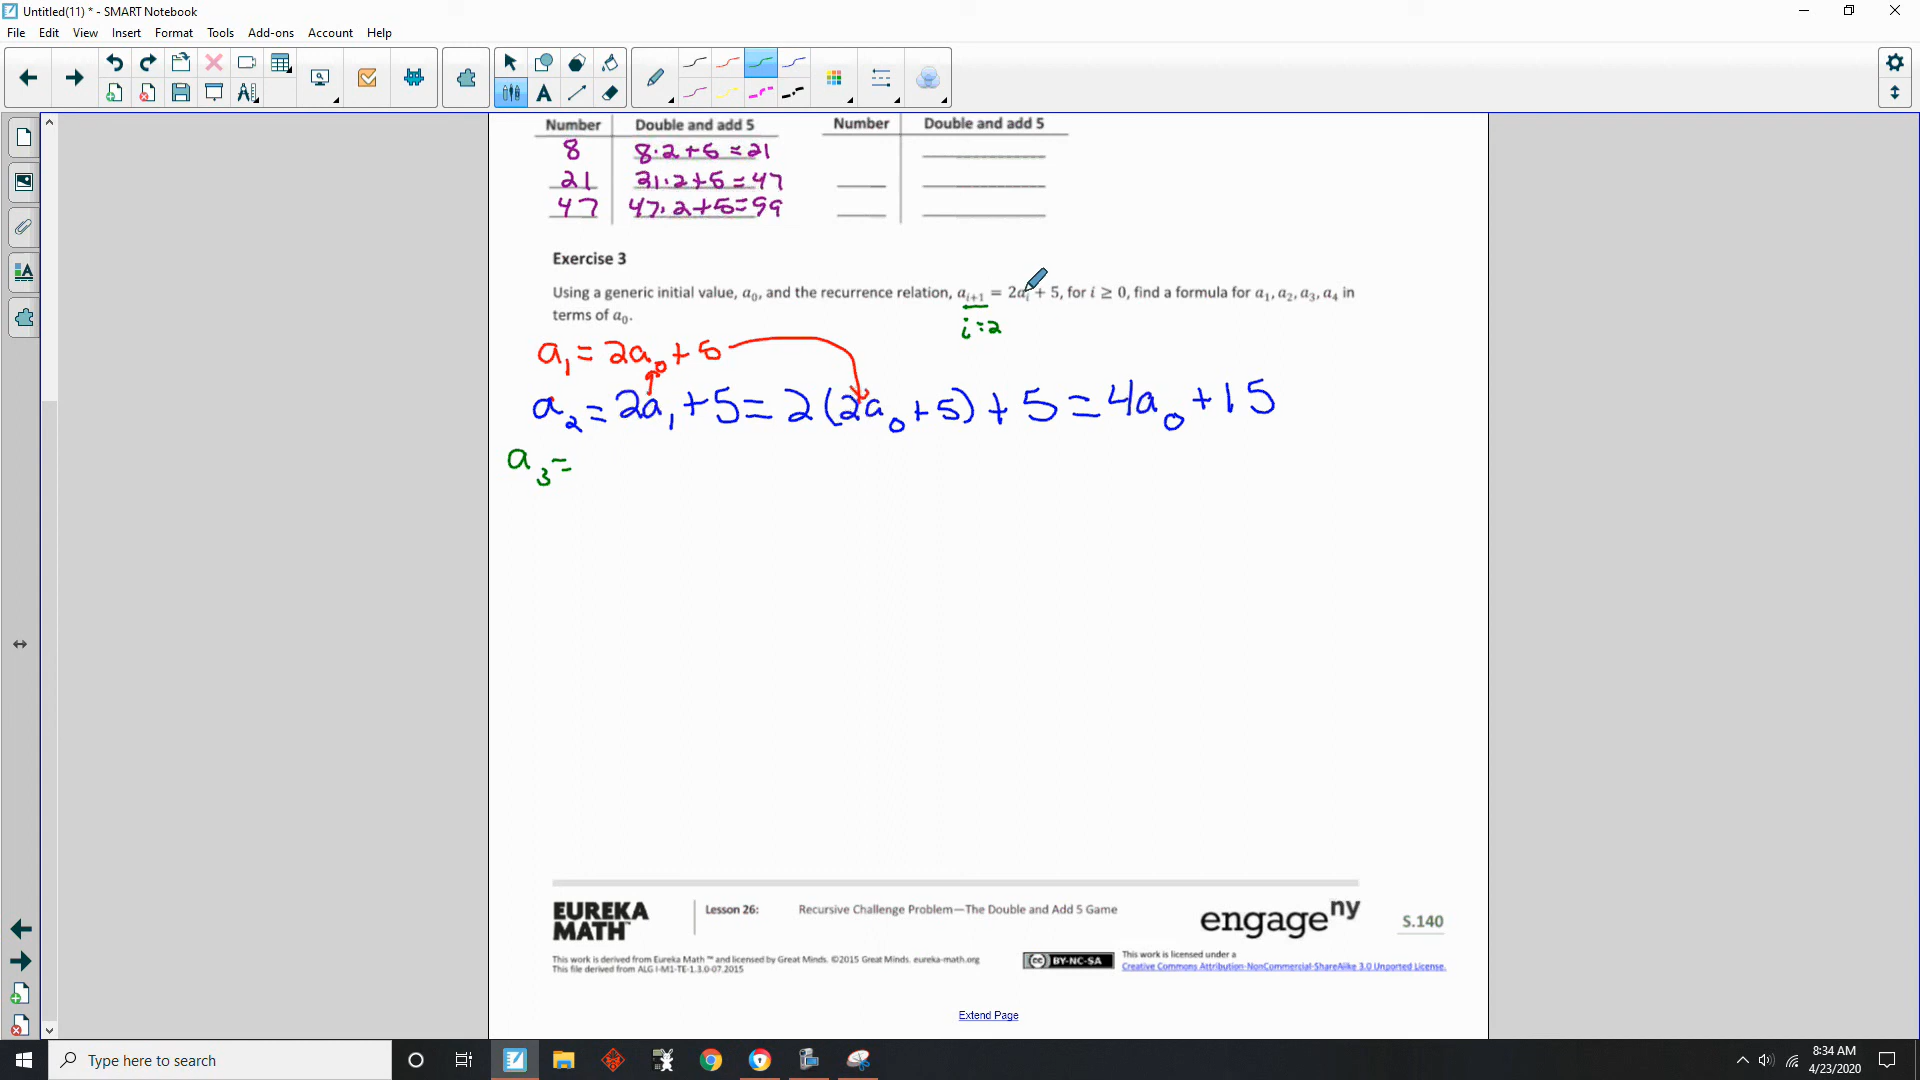 Untitled(11) * - SMART Notebook
File Edit View Insert Format Tools Add-ons Account Help
Number Double and add 5 Number Double and add 5
8 8·2+5=21
21 21·2+5=47
47 47·2+5=99
Exercise 3
Using a generic initial value, a₀, and the recurrence relation, aᵢ₊₁ = 2aᵢ + 5, for i ≥ 0, find a formula for a₁, a₂, a₃, a₄ in
terms of a₀.
i=2
a₁ = 2a₀ + 5
a₂ = 2a₁ + 5 = 2(2a₀ + 5) + 5 = 4a₀ + 15
a₃ =
EUREKA
MATH™
Lesson 26: Recursive Challenge Problem—The Double and Add 5 Game
engageny
S.140
This work is derived from Eureka Math ™ and licensed by Great Minds. ©2015 Great Minds. eureka-math.org
This file derived from ALG I-M1-TE-1.3.0-07.2015
cc BY-NC-SA
This work is licensed under a
Creative Commons Attribution-NonCommercial-ShareAlike 3.0 Unported License.
Extend Page
Type here to search
8:34 AM
4/23/2020